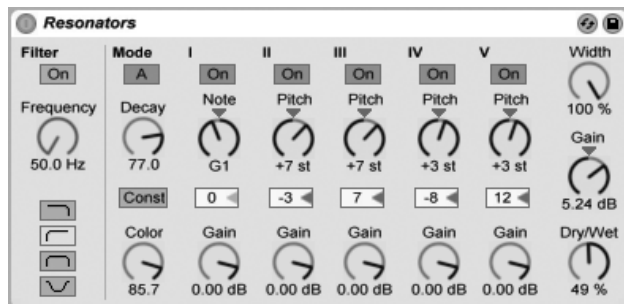 Resonators
Filter Mode I II III IV V Width
On A On On On On On
Frequency Decay Note Pitch Pitch Pitch Pitch 100 %
50.0 Hz 77.0 G1 +7 st +7 st +3 st +3 st Gain
Const 0 -3 7 -8 12 5.24 dB
Color Gain Gain Gain Gain Gain Dry/Wet
85.7 0.00 dB 0.00 dB 0.00 dB 0.00 dB 0.00 dB 49 %